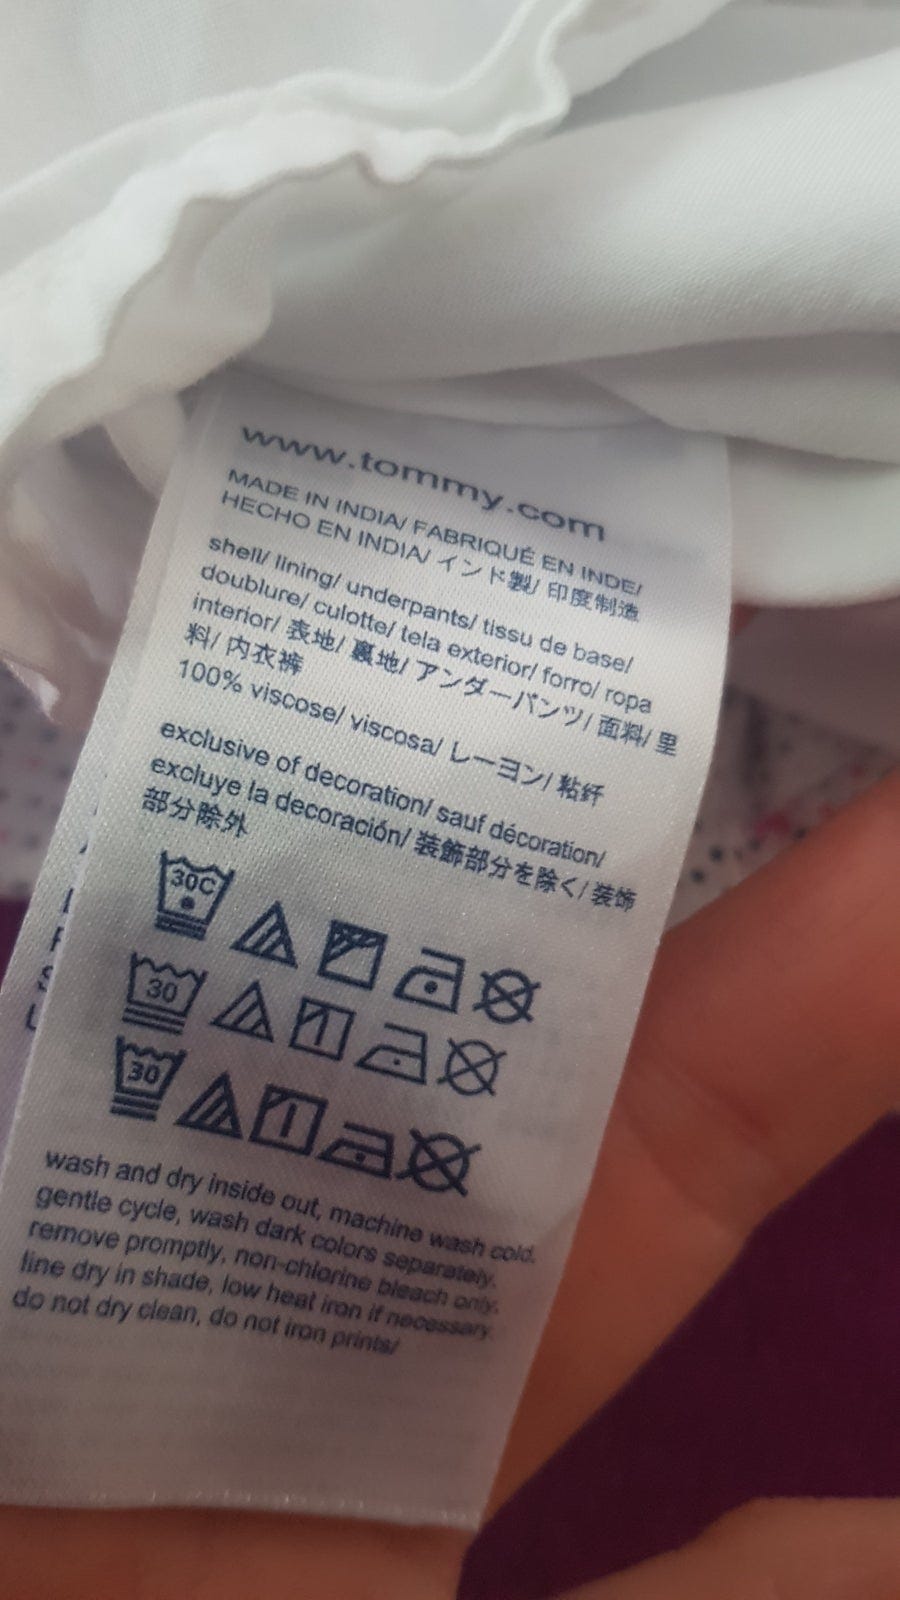 www.tommy.com
MADE IN INDIA/ FABRIQUÉ EN INDE/
HECHO EN INDIA/ インド製/ 印度制造
shell/ lining/ underpants/ tissu de base/
doublure/ culotte/ tela exterior/ forro/ ropa
interior/ 表地/ 裏地/ アンダーパンツ/ 面料/ 里
料/ 内衣裤
100% viscose/ viscosa/ レーヨン/ 粘纤
exclusive of decoration/ sauf décoration/
excluye la decoración/ 装飾部分を除く/ 装饰
部分除外
30C
30
30
wash and dry inside out, machine wash cold.
gentle cycle, wash dark colors separately.
remove promptly, non-chlorine bleach only.
line dry in shade, low heat iron if necessary.
do not dry clean, do not iron prints/